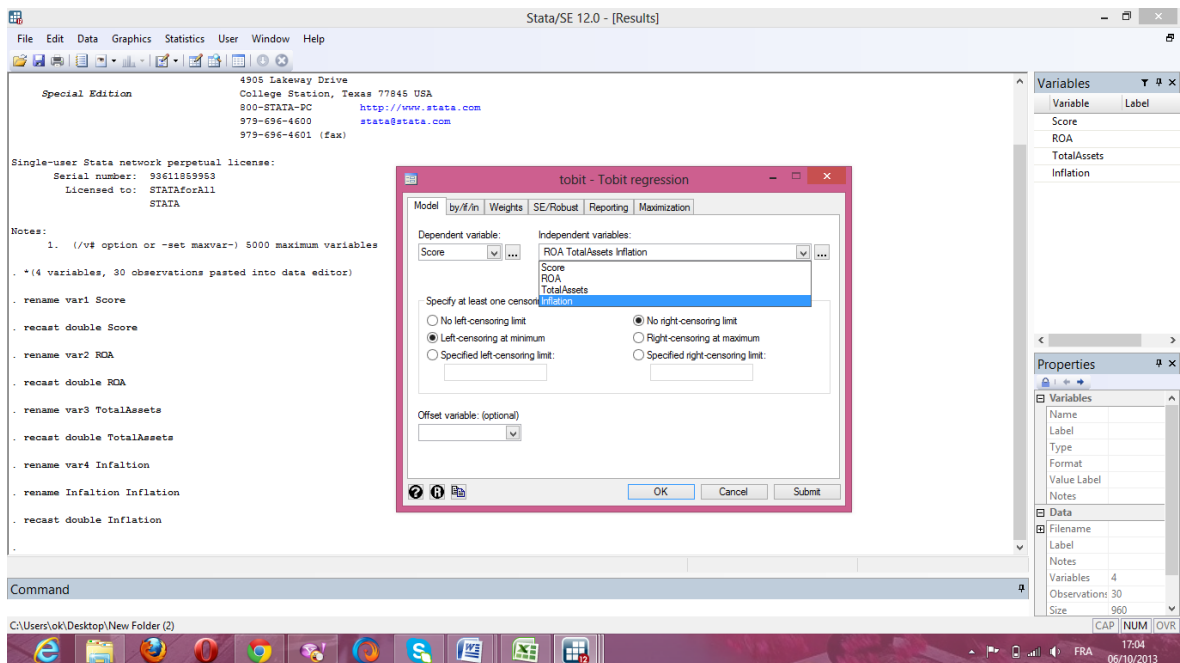 Stata/SE 12.0 - [Results]
File Edit Data Graphics Statistics User Window Help
4905 Lakeway Drive
Special Edition College Station, Texas 77845 USA
800-STATA-PC http://www.stata.com
979-696-4600 stata@stata.com
979-696-4601 (fax)
Single-user Stata network perpetual license:
Serial number: 93611859953
Licensed to: STATAforAll
STATA
Notes:
1. (/v# option or -set maxvar-) 5000 maximum variables
. *(4 variables, 30 observations pasted into data editor)
. rename var1 Score
. recast double Score
. rename var2 ROA
. recast double ROA
. rename var3 TotalAssets
. recast double TotalAssets
. rename var4 Infaltion
. rename Infaltion Inflation
. recast double Inflation
.
tobit - Tobit regression
Model by/if/in Weights SE/Robust Reporting Maximization
Dependent variable: Independent variables:
Score ... ROA TotalAssets Inflation ...
Score
ROA
TotalAssets
Inflation
Specify at least one censori
No left-censoring limit No right-censoring limit
Left-censoring at minimum Right-censoring at maximum
Specified left-censoring limit: Specified right-censoring limit:
Offset variable: (optional)
OK Cancel Submit
Variables
Variable Label
Score
ROA
TotalAssets
Inflation
Properties
Variables
Name
Label
Type
Format
Value Label
Notes
Data
Filename
Label
Notes
Variables 4
Observations 30
Size 960
Command
C:\Users\ok\Desktop\New Folder (2)
CAP NUM OVR
FRA 17:04
06/10/2013